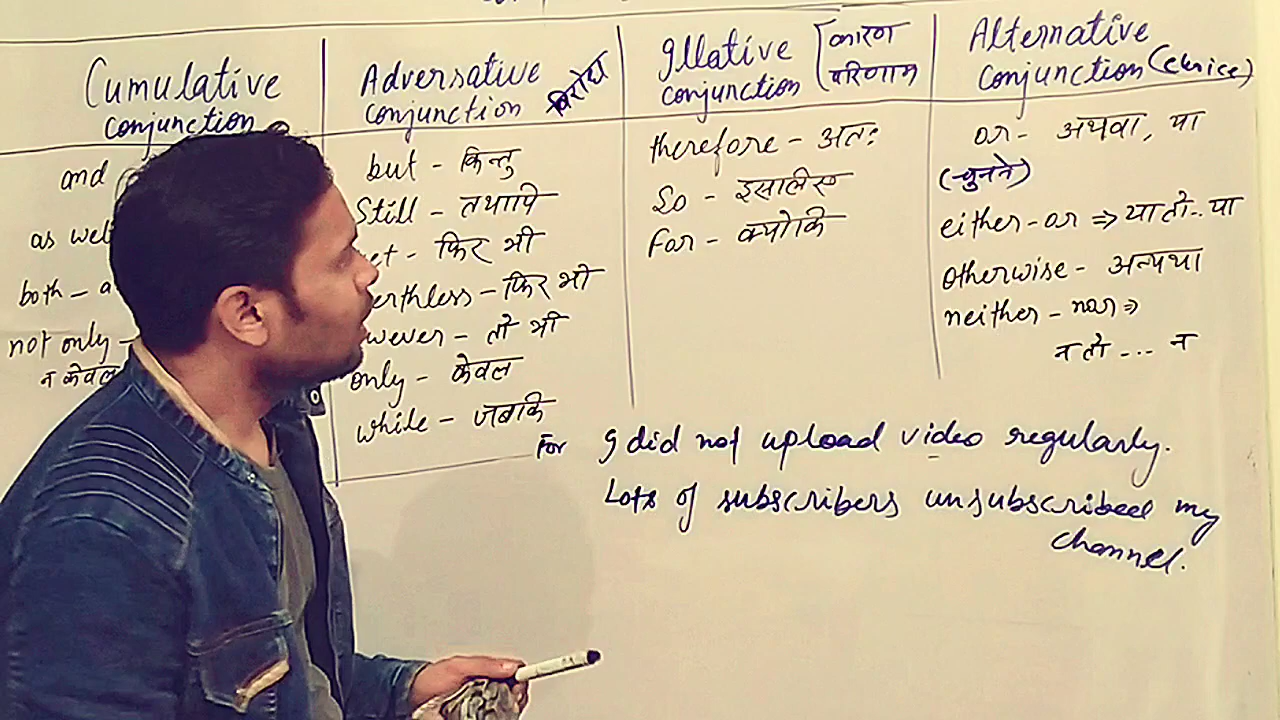 Cumulative
conjunction
and
as wel
both -
not only -
न केवल
Adversative
conjunction विरोध
but - किन्तु
Still - तथापि
et - फिर भी
erthless - फिर भी
wever - तो भी
only - केवल
while - जबकि
Illative
conjunction
कारण
परिणाम
therefore - अतः
So - इसलिए
For - क्योकि
Alternative
conjunction (choice)
or - अथवा, या
(चुनने)
either - or ⇒ या तो .. या
otherwise - अन्यथा
neither - nor ⇒
न तो ... न
For I did not upload video regularly.
Lots of subscribers unsubscribed my
channel.